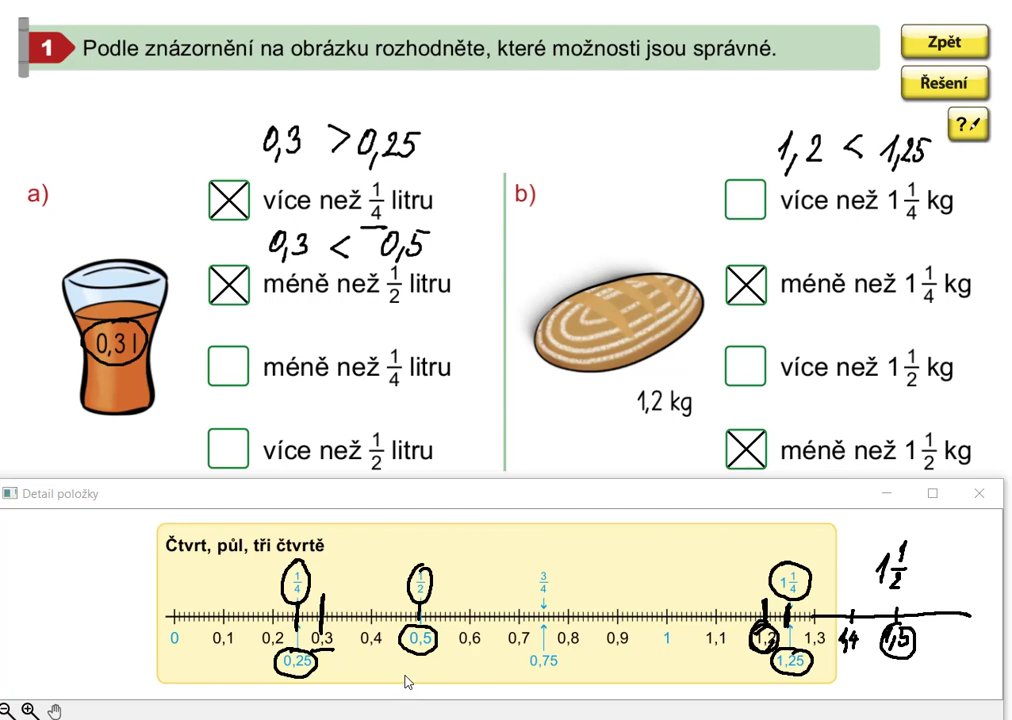 1 Podle znázornění na obrázku rozhodněte, které možnosti jsou správné.
Zpět
Řešení
?
a)
0,3 > 0,25
více než 1/4 litru
0,3 < 0,5
méně než 1/2 litru
méně než 1/4 litru
více než 1/2 litru
0,3 l
b)
1,2 < 1,25
více než 1 1/4 kg
méně než 1 1/4 kg
více než 1 1/2 kg
méně než 1 1/2 kg
1,2 kg
Detail položky
Čtvrt, půl, tři čtvrtě
1/4 1/2 3/4 1 1/4 1 1/2
0 0,1 0,2 0,3 0,4 0,5 0,6 0,7 0,8 0,9 1 1,1 1,2 1,3 1,4 1,5
0,25 0,75 1,25